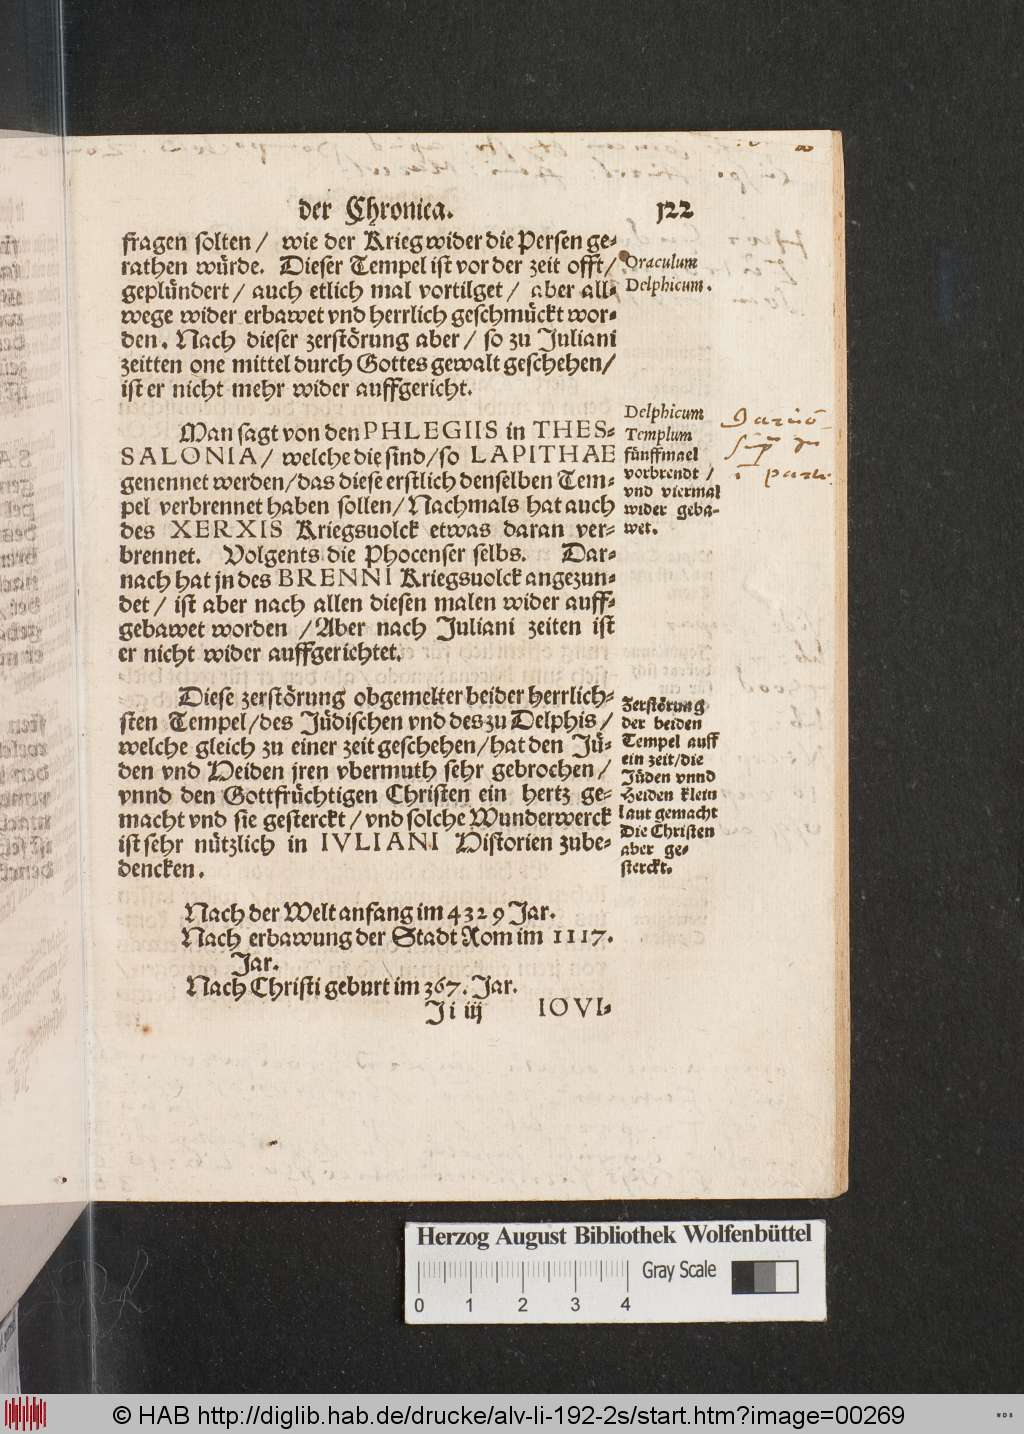 der Chronica. 122
fragen solten / wie der Krieg wider die Persen ge-
rathen würde. Dieser Tempel ist vor der zeit offt /
geplündert / auch etlich mal vortilget / aber all-
wege wider erbawet vnd herrlich geschmückt wor-
den. Nach dieser zerstörung aber / so zu Juliani
zeitten one mittel durch Gottes gewalt geschehen /
ist er nicht mehr wider auffgericht.
Oraculum
Delphicum.
Man sagt von den PHLEGIIS in THES-
SALONIA / welche die sind / so LAPITHAE
genennet werden / das diese erstlich denselben Tem-
pel verbrennet haben sollen / Nachmals hat auch
des XERXIS Kriegsuolck etwas daran ver-
brennet. Volgents die Phocenser selbs. Dar-
nach hat jn des BRENNI Kriegsuolck angezun-
det / ist aber nach allen diesen malen wider auff-
gebawet worden / Aber nach Juliani zeiten ist
er nicht wider auffgerichtet.
Delphicum
Templum
fünffmael
vorbrendt /
vnd viermal
wider geba-
wet.
Diese zerstörung obgemelter beider herrlich-
sten Tempel / des Jüdischen vnd des zu Delphis /
welche gleich zu einer zeit geschehen / hat den Jü-
den vnd Heiden jren vbermuth sehr gebrochen /
vnnd den Gottfrüchtigen Christen ein hertz ge-
macht vnd sie gesterckt / vnd solche Wunderwerck
ist sehr nützlich in IVLIANI Historien zube-
dencken.
Zerstörung
der beiden
Tempel auff
ein zeit / die
Jüden vnnd
Heiden klein
laut gemacht
Die Christen
aber ge-
sterckt.
Nach der Welt anfang im 4329 Jar.
Nach erbawung der Stadt Rom im 1117.
Jar.
Nach Christi geburt im 367. Jar.
Ji iij IOVI-
Herzog August Bibliothek Wolfenbüttel
Gray Scale
0 1 2 3 4
© HAB http://diglib.hab.de/drucke/alv-li-192-2s/start.htm?image=00269